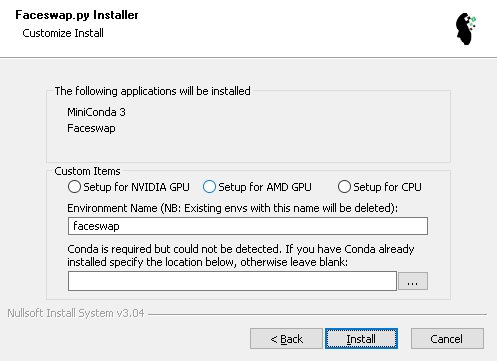 Faceswap.py Installer
Customize Install
The following applications will be installed
MiniConda 3
Faceswap
Custom Items
Setup for NVIDIA GPU Setup for AMD GPU Setup for CPU
Environment Name (NB: Existing envs with this name will be deleted):
faceswap
Conda is required but could not be detected. If you have Conda already
installed specify the location below, otherwise leave blank:
...
Nullsoft Install System v3.04
< Back Install Cancel